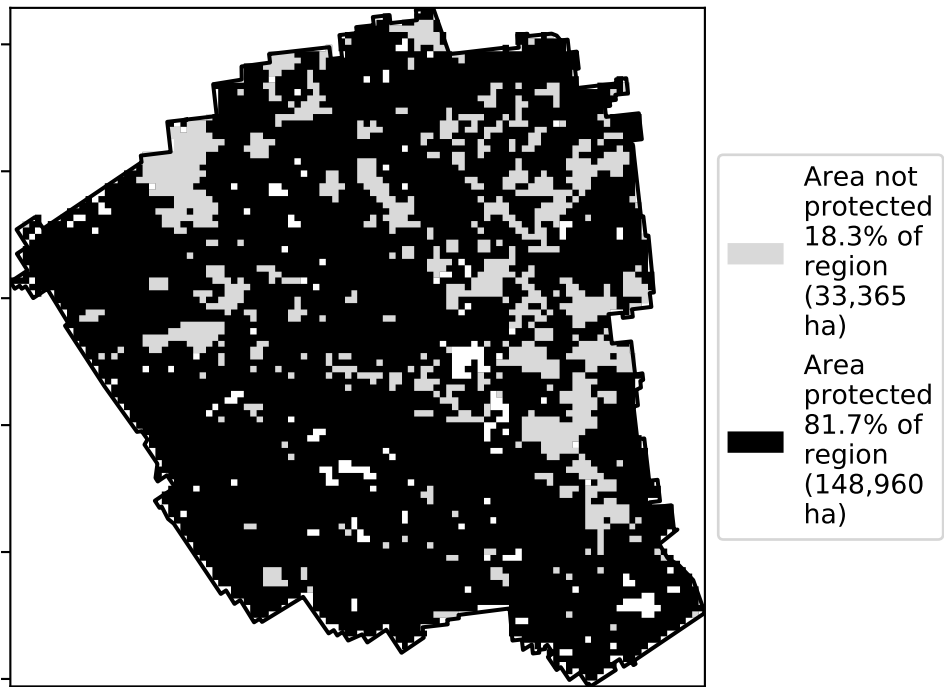 Area not
protected
18.3% of
region
(33,365
ha)
Area
protected
81.7% of
region
(148,960
ha)